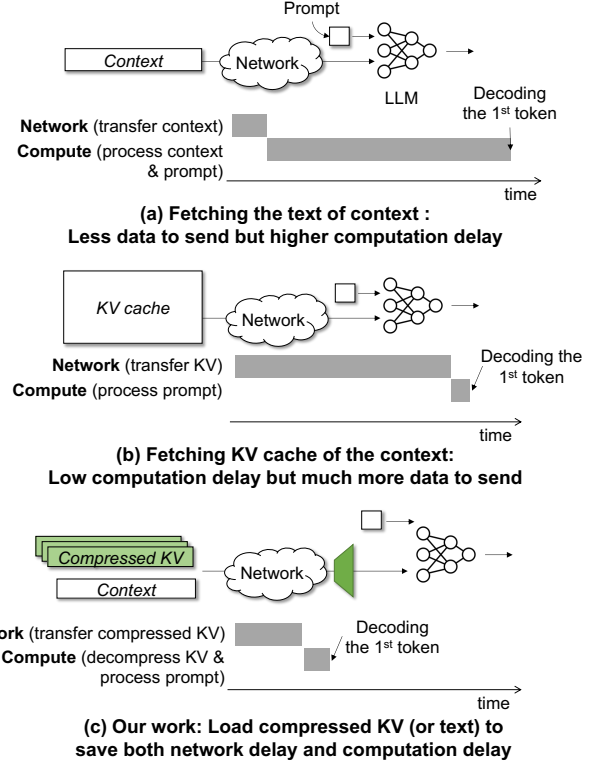 Prompt
Context
Network
LLM
Decoding
the 1st token
Network (transfer context)
Compute (process context
& prompt)
time
(a) Fetching the text of context :
Less data to send but higher computation delay
KV cache
Network
Network (transfer KV)
Decoding the
1st token
Compute (process prompt)
time
(b) Fetching KV cache of the context:
Low computation delay but much more data to send
Compressed KV
Network
Context
ork (transfer compressed KV)
Decoding
the 1st token
Compute (decompress KV &
process prompt)
time
(c) Our work: Load compressed KV (or text) to
save both network delay and computation delay